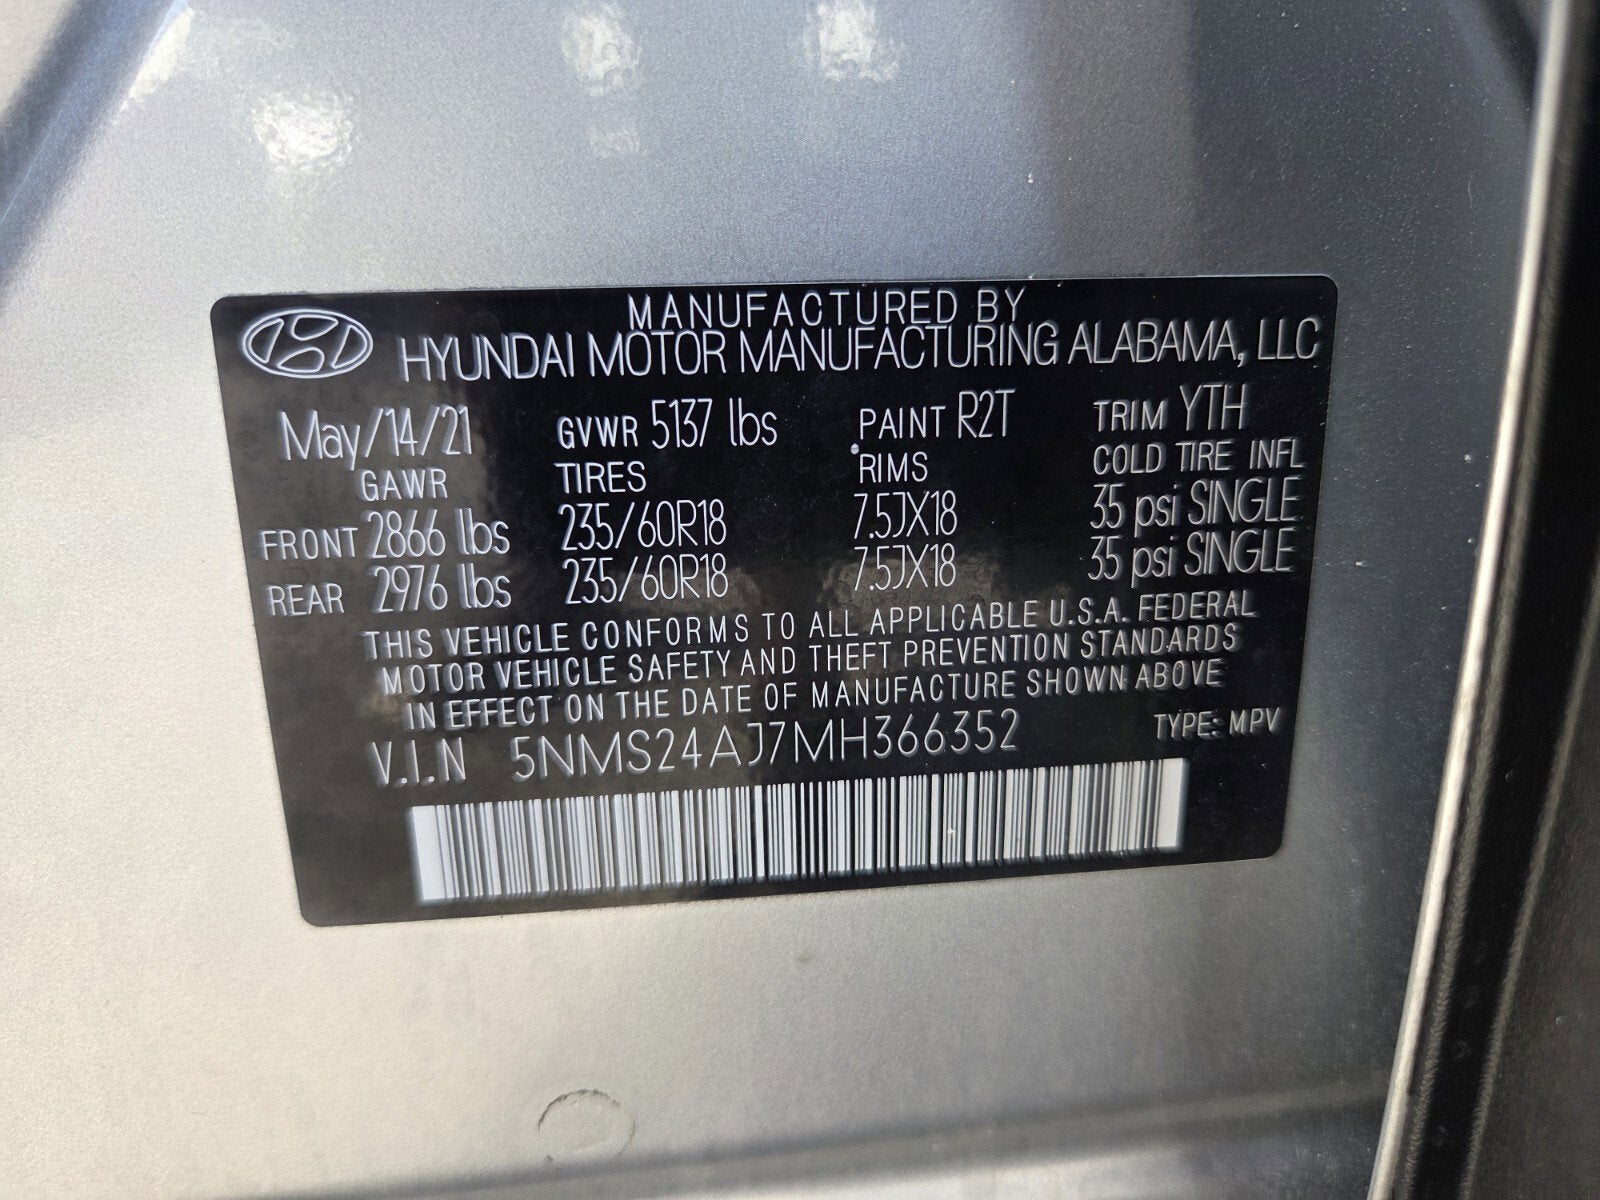 MANUFACTURED BY
HYUNDAI MOTOR MANUFACTURING ALABAMA, LLC
May/14/21 GVWR 5137 lbs PAINT R2T TRIM YTH
GAWR TIRES RIMS COLD TIRE INFL
FRONT 2866 lbs 235/60R18 7.5JX18 35 psi SINGLE
REAR 2976 lbs 235/60R18 7.5JX18 35 psi SINGLE
THIS VEHICLE CONFORMS TO ALL APPLICABLE U.S.A. FEDERAL
MOTOR VEHICLE SAFETY AND THEFT PREVENTION STANDARDS
IN EFFECT ON THE DATE OF MANUFACTURE SHOWN ABOVE
V.I.N 5NMS24AJ7MH366352 TYPE: MPV